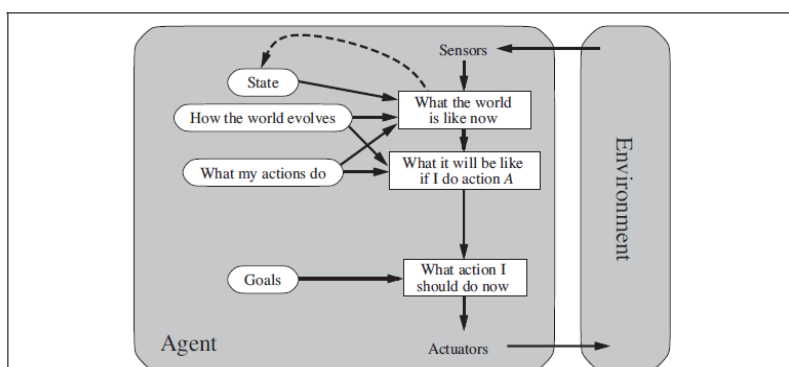 Sensors
State
What the world
is like now
How the world evolves
What it will be like
if I do action A
What my actions do
Goals
What action I
should do now
Agent
Actuators
Environment